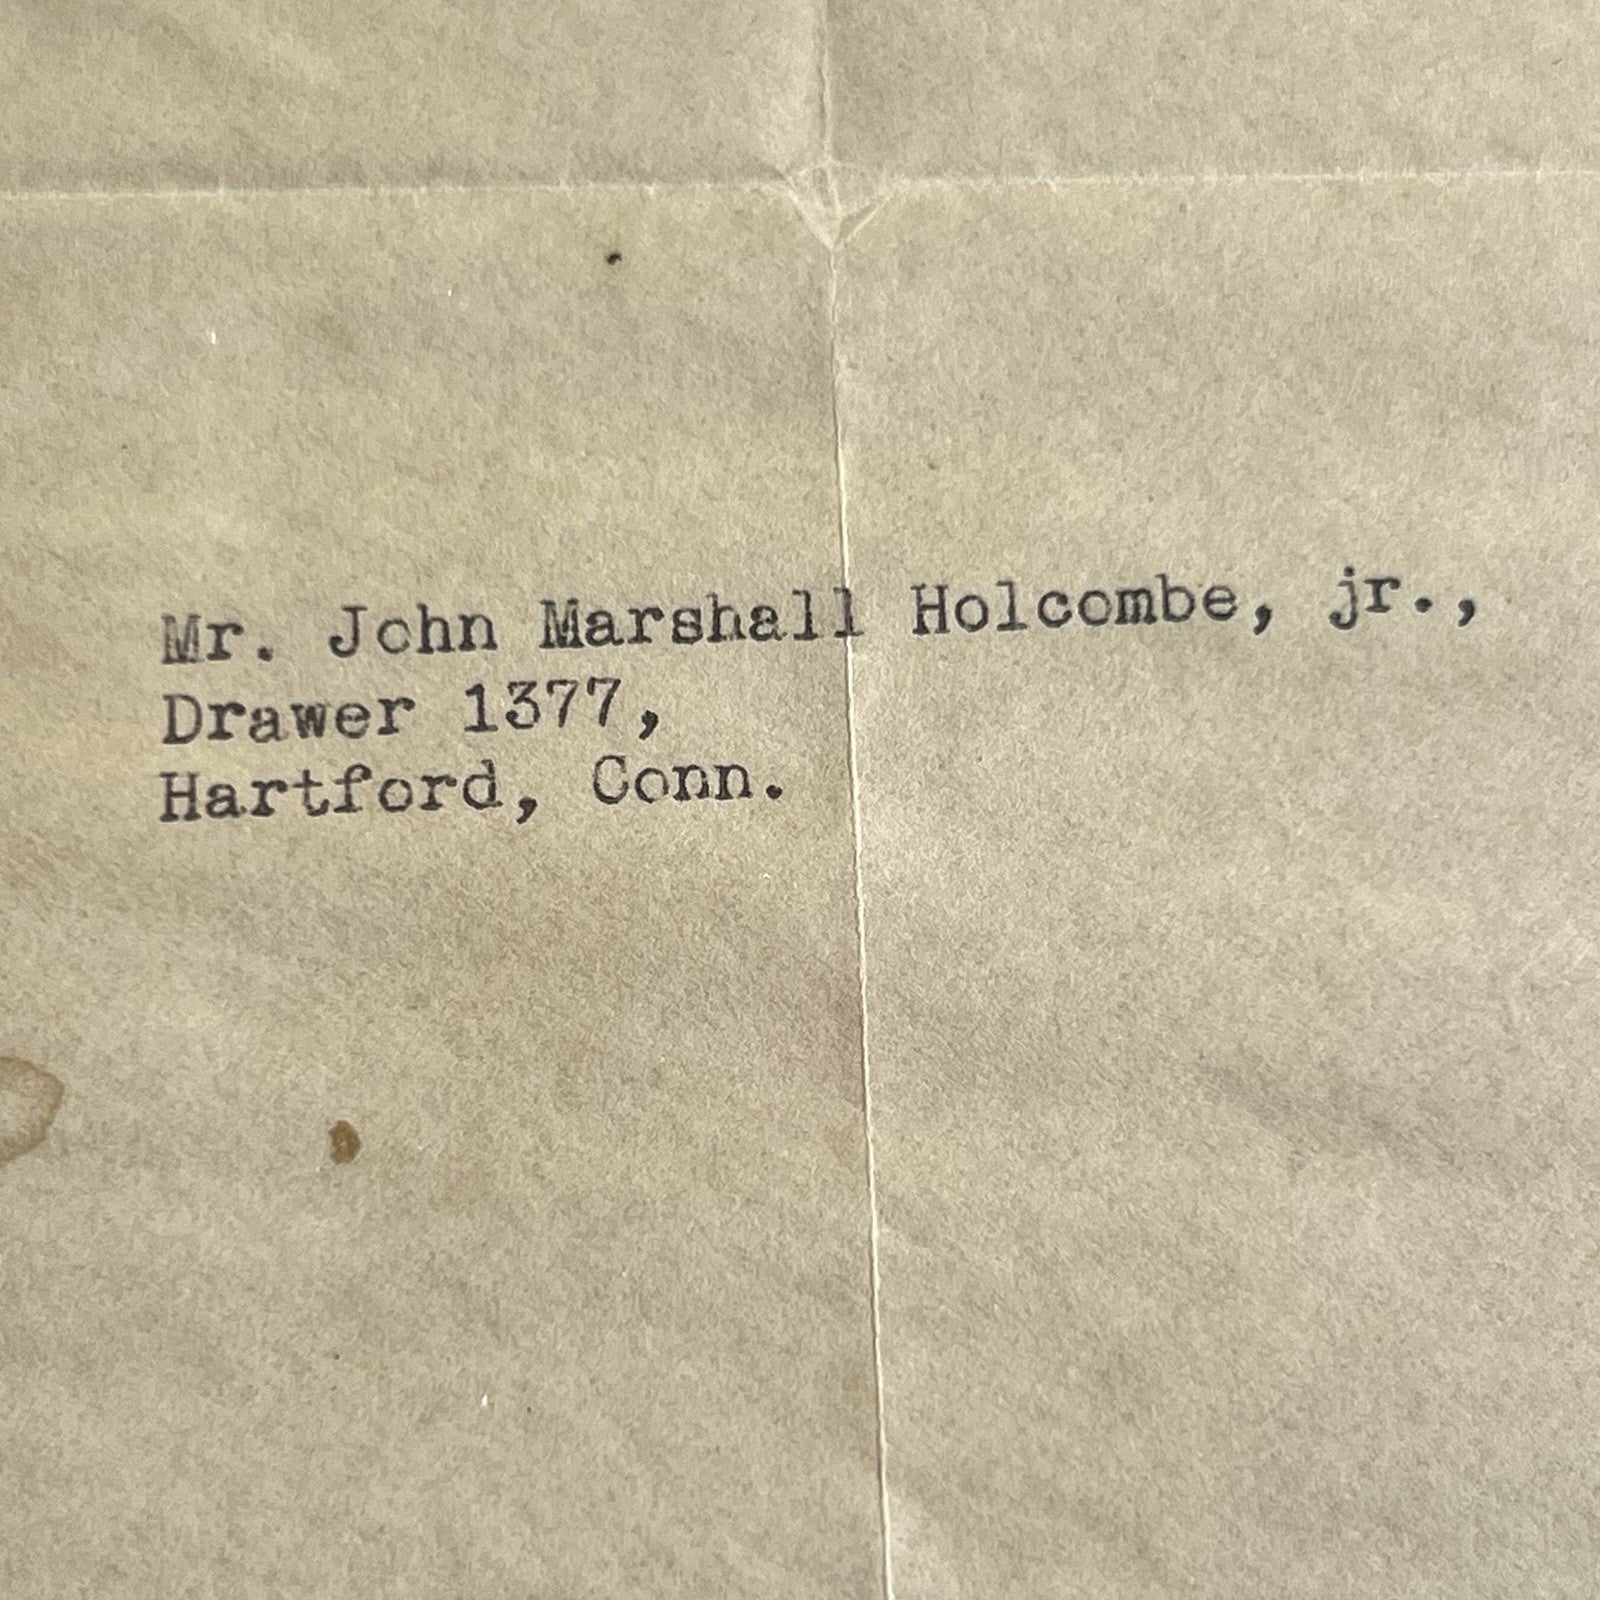 Mr. John Marshall Holcombe, jr.,
Drawer 1377,
Hartford, Conn.